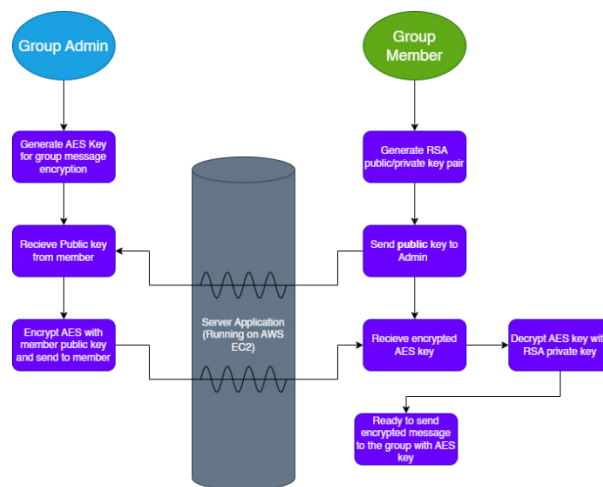 Group Admin
Group
Member
Generate AES Key
for group message
encryption
Generate RSA
public/private key pair
Recieve Public key
from member
Send public key to
Admin
Server Application
(Running on AWS
EC2)
Encrypt AES with
member public key
and send to member
Recieve encrypted
AES key
Decrypt AES key with
RSA private key
Ready to send
encrypted message
to the group with AES
key